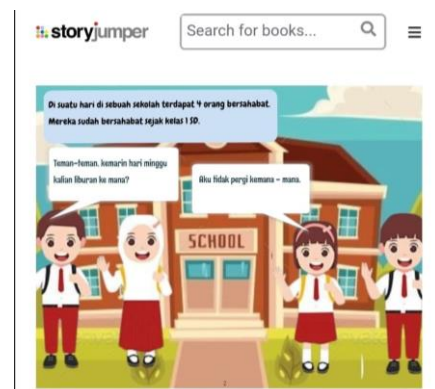 storyjumper
Search for books...
Di suatu hari di sebuah sekolah terdapat 4 orang bersahabat.
Mereka sudah bersahabat sejak kelas 1 SD.
Teman-teman, kemarin hari minggu
kalian liburan ke mana?
Aku tidak pergi kemana - mana.
SCHOOL
2